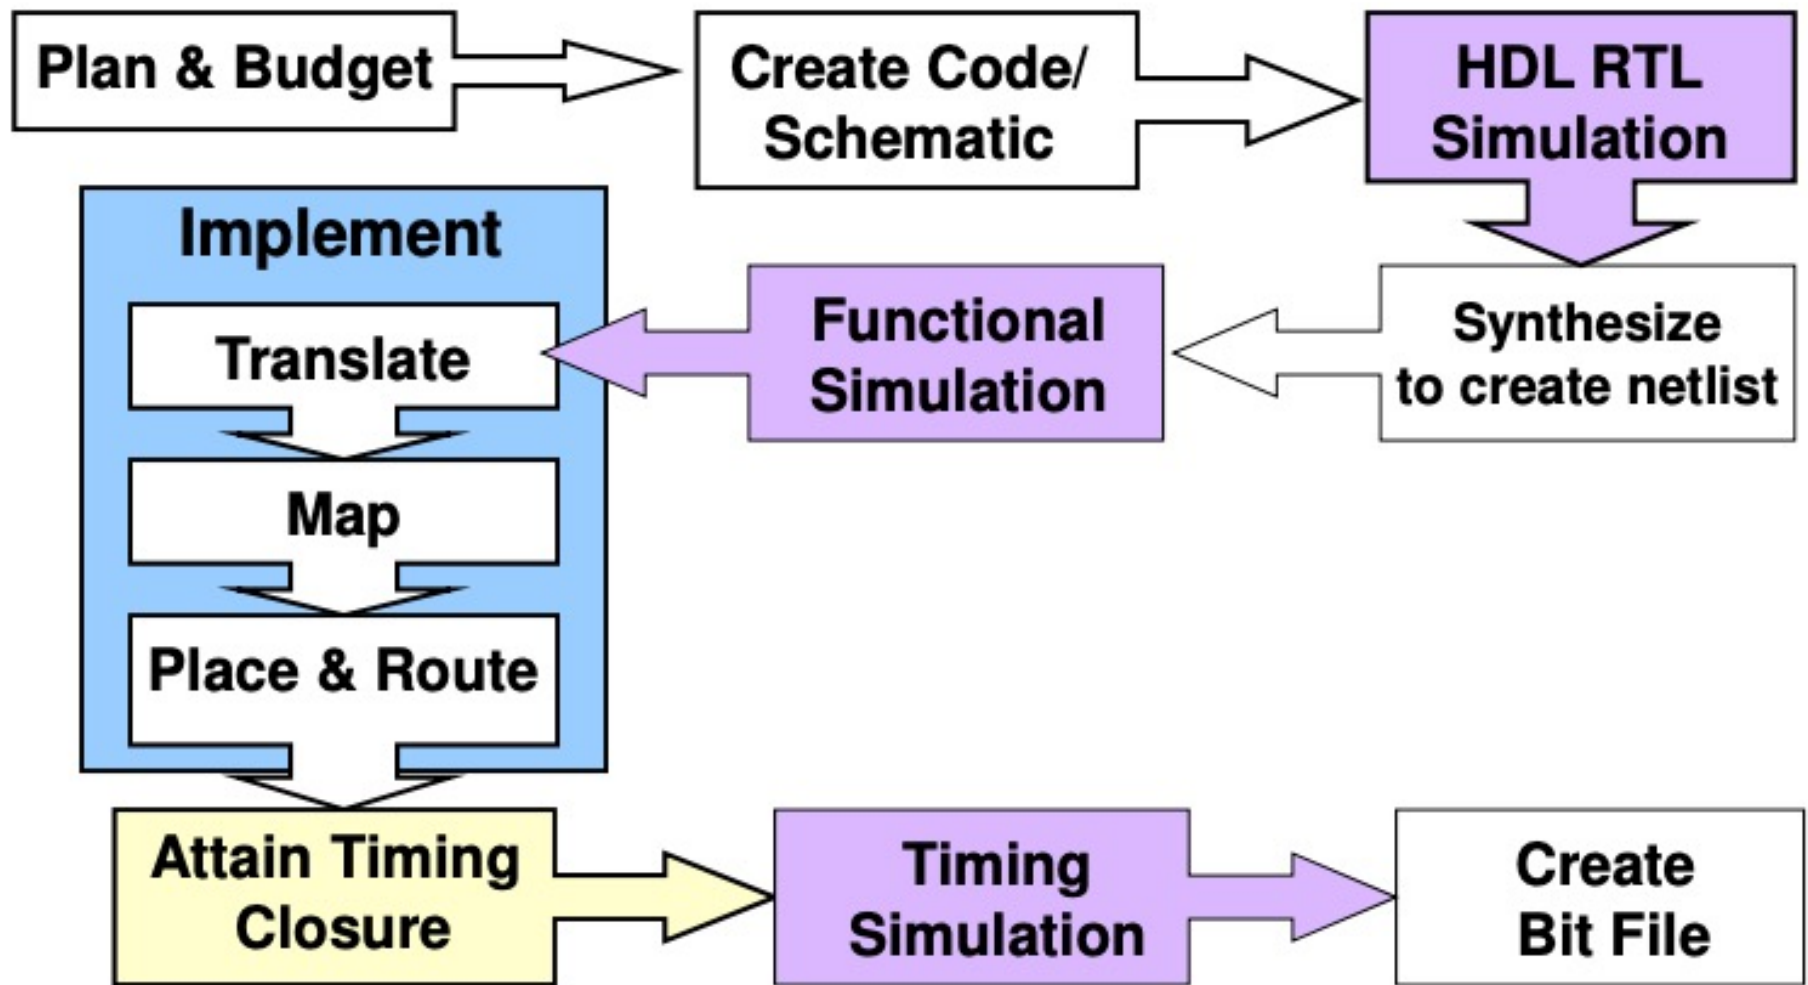 Plan & Budget
Create Code/
Schematic
HDL RTL
Simulation
Synthesize
to create netlist
Functional
Simulation
Implement
Translate
Map
Place & Route
Attain Timing
Closure
Timing
Simulation
Create
Bit File